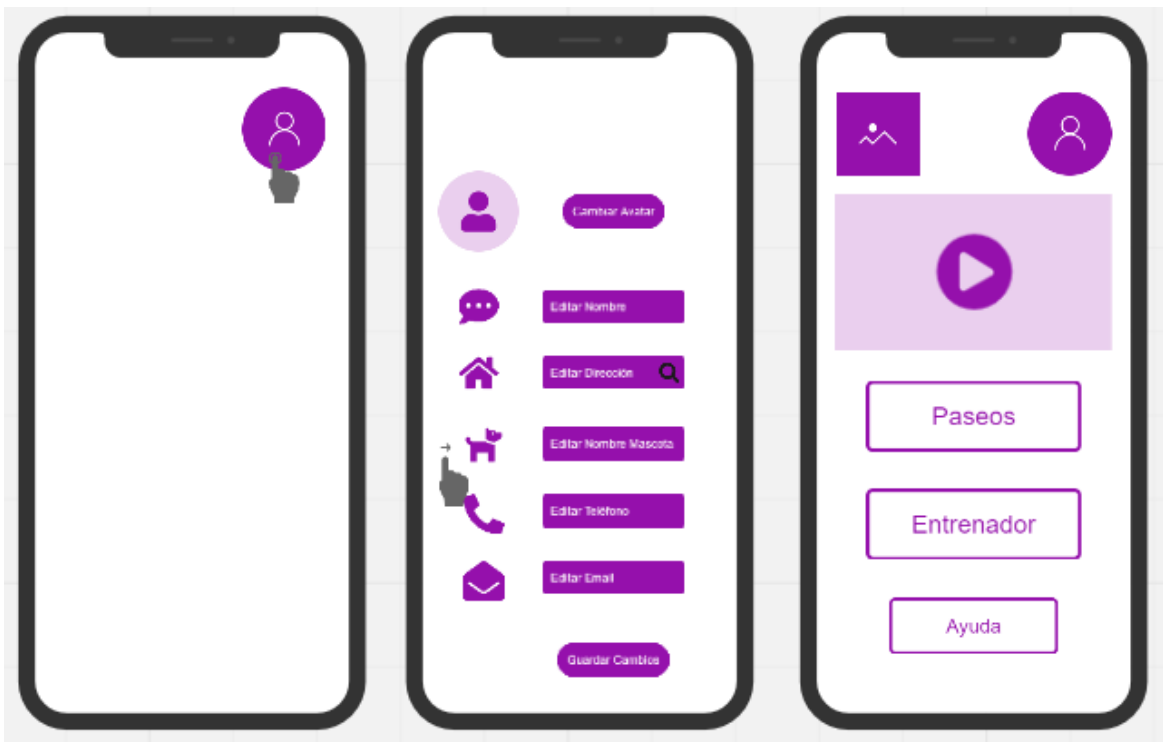 Cambiar Avatar
Editar Nombre
Editar Dirección
Editar Nombre Mascota
Editar Teléfono
Editar Email
Guardar Cambios
Paseos
Entrenador
Ayuda